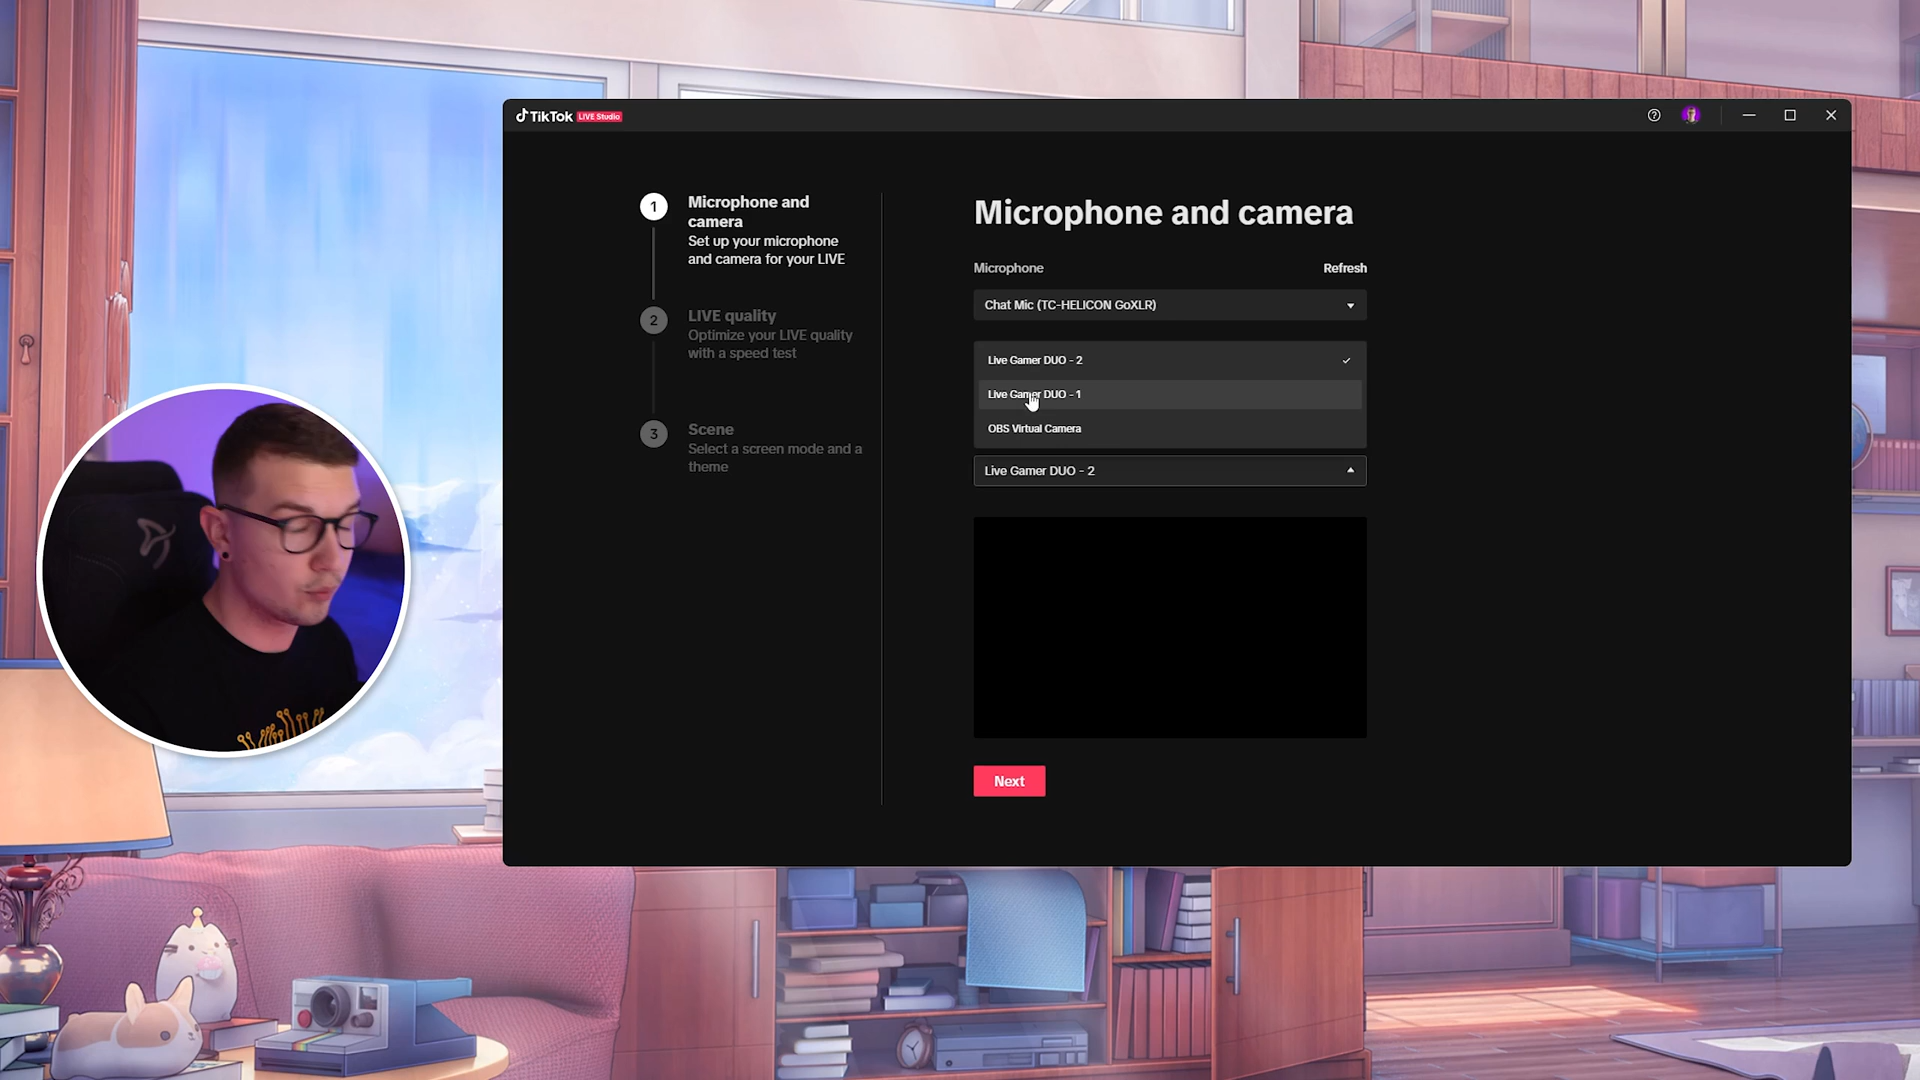 TikTok LIVE Studio
1
Microphone and
camera
Set up your microphone
and camera for your LIVE
2
LIVE quality
Optimize your LIVE quality
with a speed test
3
Scene
Select a screen mode and a
theme
Microphone and camera
Microphone
Refresh
Chat Mic (TC-HELICON GoXLR)
Live Gamer DUO - 2
Live Gamer DUO - 1
OBS Virtual Camera
Live Gamer DUO - 2
Next